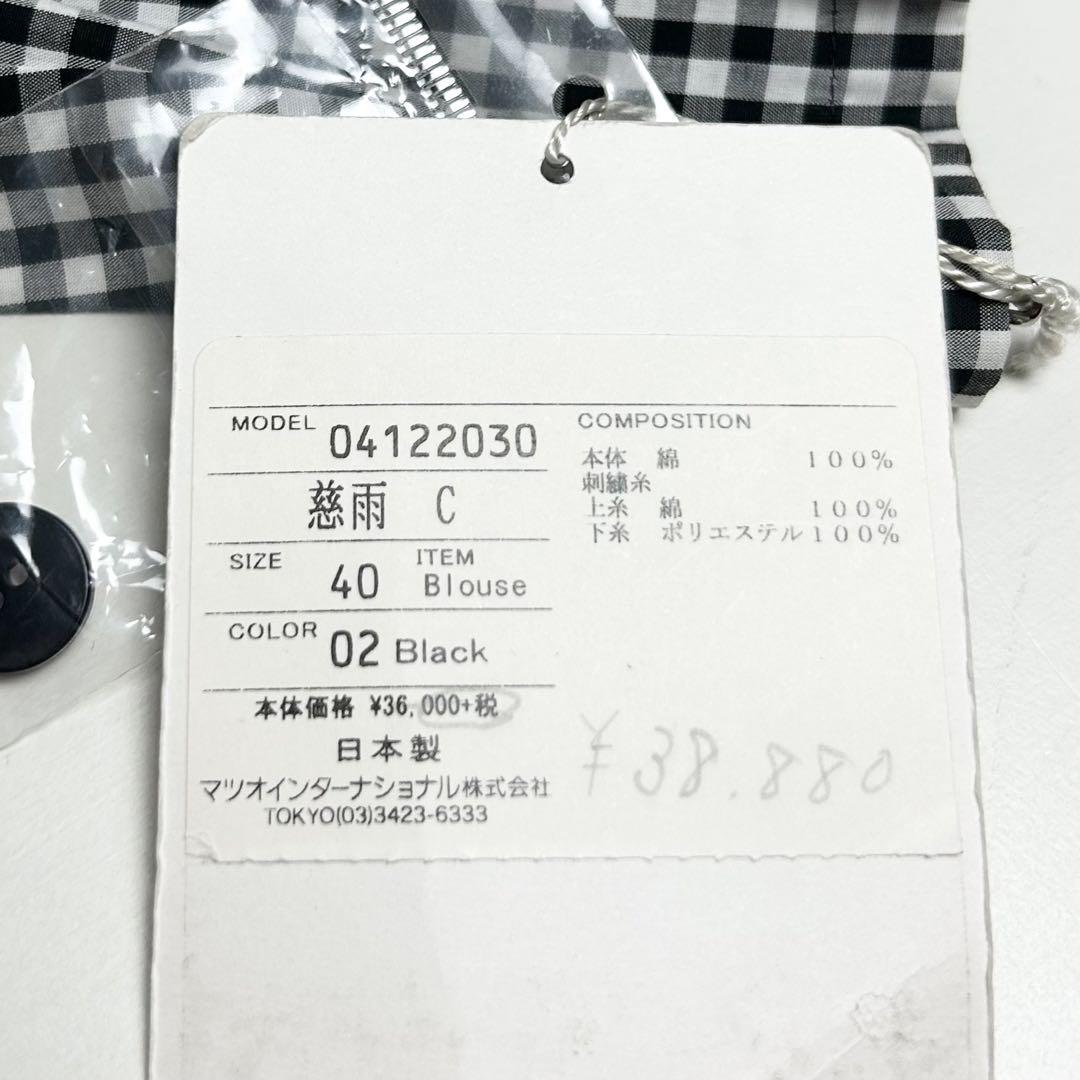 MODEL 04122030
慈雨 C
SIZE 40 ITEM Blouse
COLOR 02 Black
本体価格 ¥36,000+税
日本製
マツオインターナショナル株式会社
TOKYO(03)3423-6333
COMPOSITION
本体 綿 100%
刺繍糸
上糸 綿 100%
下糸 ポリエステル100%
¥38.880